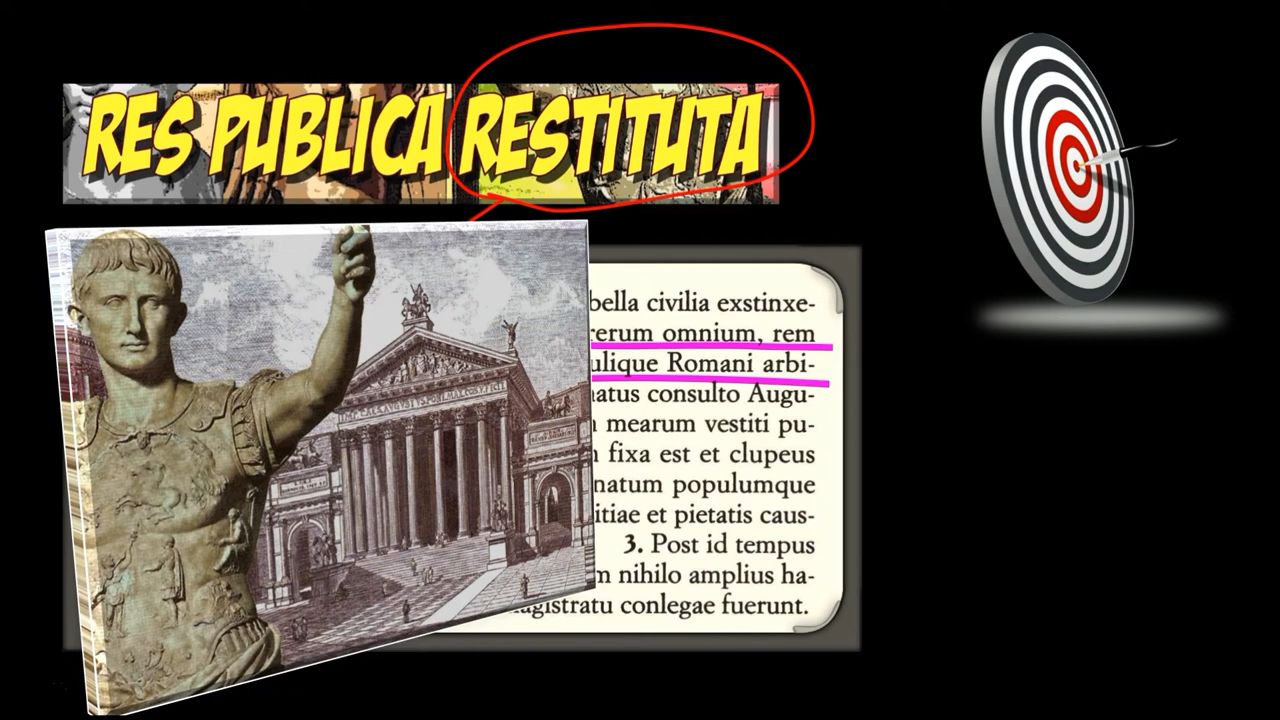 RES PUBLICA RESTITUTA
bella civilia exstinxe-
rerum omnium, rem
ulique Romani arbi-
natus consulto Augu-
mearum vestiti pu-
fixa est et clupeus
natum populumque
itiae et pietatis caus-
3. Post id tempus
m nihilo amplius ha-
agistratu conlegae fuerunt.